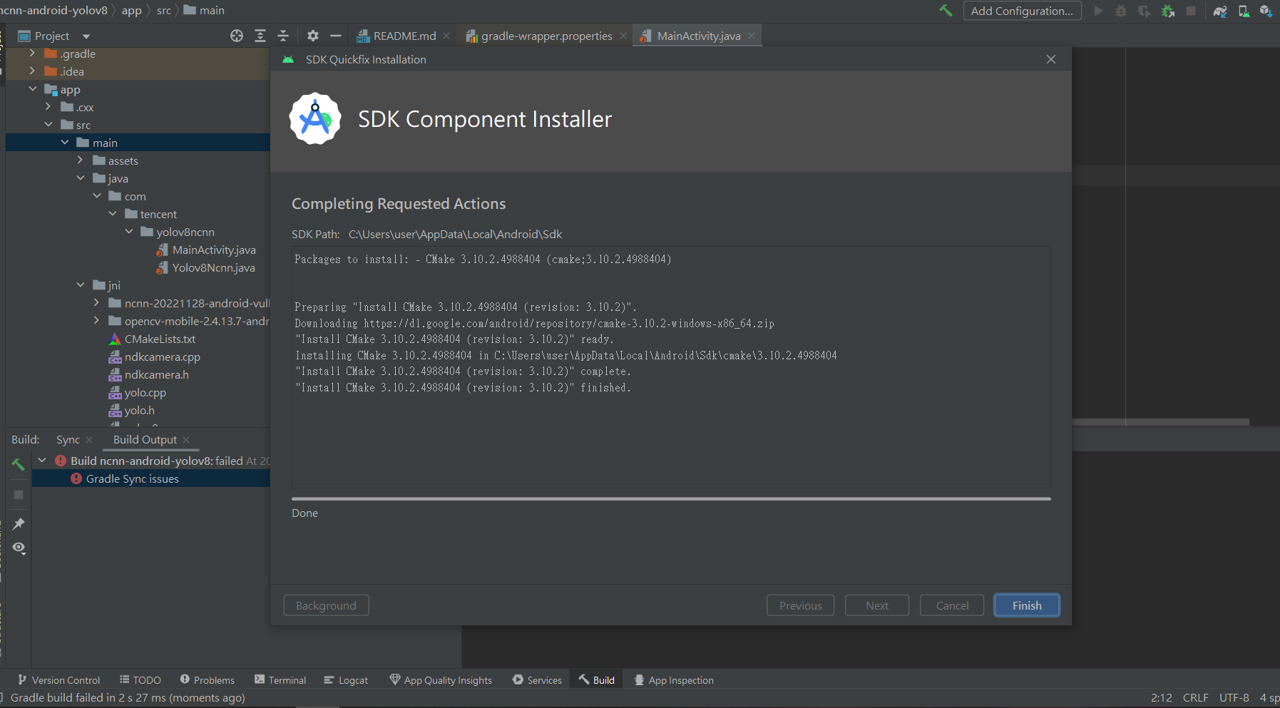 ncnn-android-yolov8 app src main
Add Configuration...
Project
README.md
gradle-wrapper.properties
MainActivity.java
.gradle
.idea
app
.cxx
src
main
assets
java
com
tencent
yolov8ncnn
MainActivity.java
Yolov8Ncnn.java
jni
ncnn-20221128-android-vull
opencv-mobile-2.4.13.7-andr
CMakeLists.txt
ndkcamera.cpp
ndkcamera.h
yolo.cpp
yolo.h
SDK Quickfix Installation
SDK Component Installer
Completing Requested Actions
SDK Path: C:\Users\user\AppData\Local\Android\Sdk
Packages to install: - CMake 3.10.2.4988404 (cmake;3.10.2.4988404)
Preparing "Install CMake 3.10.2.4988404 (revision: 3.10.2)".
Downloading https://dl.google.com/android/repository/cmake-3.10.2-windows-x86_64.zip
"Install CMake 3.10.2.4988404 (revision: 3.10.2)" ready.
Installing CMake 3.10.2.4988404 in C:\Users\user\AppData\Local\Android\Sdk\cmake\3.10.2.4988404
"Install CMake 3.10.2.4988404 (revision: 3.10.2)" complete.
"Install CMake 3.10.2.4988404 (revision: 3.10.2)" finished.
Done
Background
Previous
Next
Cancel
Finish
Build: Sync Build Output
Build ncnn-android-yolov8: failed At 20
Gradle Sync issues
Version Control TODO Problems Terminal Logcat App Quality Insights Services Build App Inspection
Gradle build failed in 2 s 27 ms (moments ago)
2:12 CRLF UTF-8 4 sp